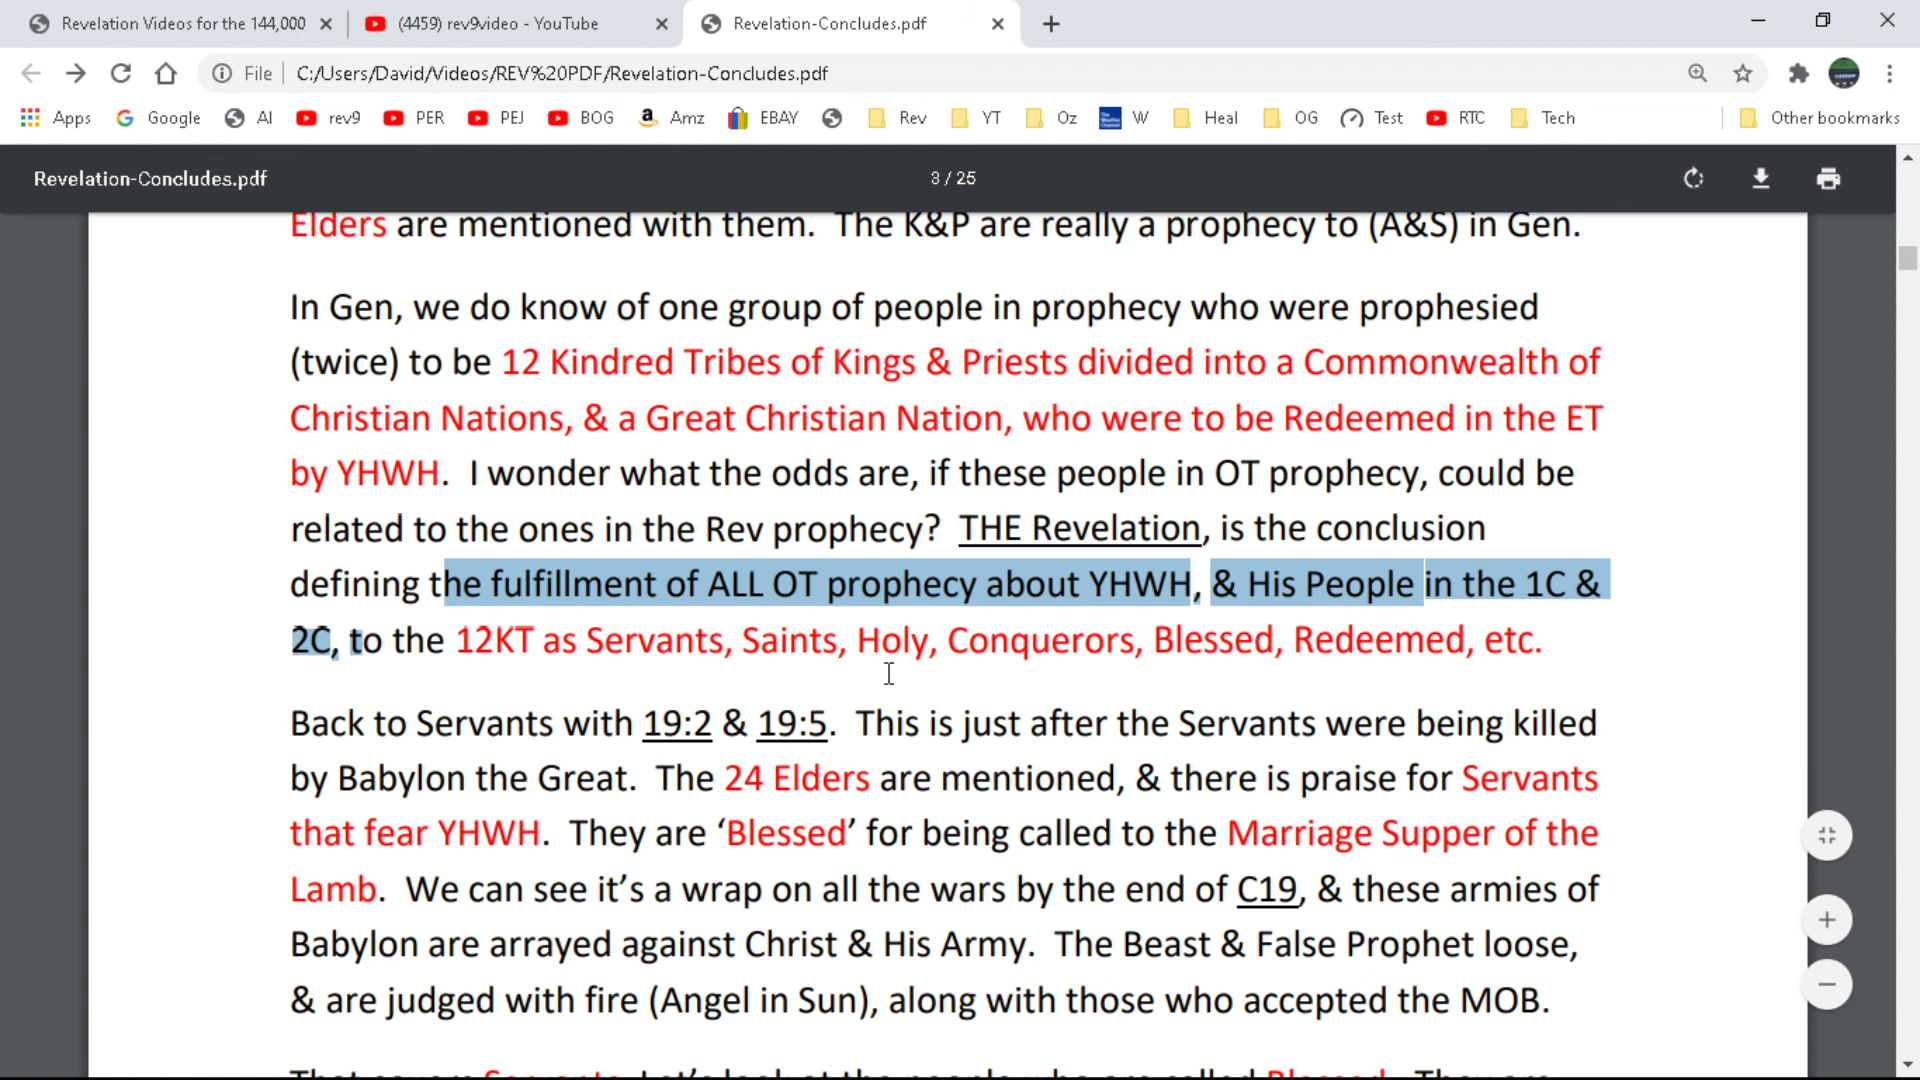 Revelation Videos for the 144,000
(4459) rev9video - YouTube
Revelation-Concludes.pdf
File
C:/Users/David/Videos/REV%20PDF/Revelation-Concludes.pdf
Apps
Google
AI
rev9
PER
PEJ
BOG
Amz
EBAY
Rev
YT
Oz
W
Heal
OG
Test
RTC
Tech
Other bookmarks
Revelation-Concludes.pdf
3 / 25
Elders are mentioned with them. The K&P are really a prophecy to (A&S) in Gen.
In Gen, we do know of one group of people in prophecy who were prophesied
(twice) to be 12 Kindred Tribes of Kings & Priests divided into a Commonwealth of
Christian Nations, & a Great Christian Nation, who were to be Redeemed in the ET
by YHWH. I wonder what the odds are, if these people in OT prophecy, could be
related to the ones in the Rev prophecy? THE Revelation, is the conclusion
defining the fulfillment of ALL OT prophecy about YHWH, & His People in the 1C &
2C, to the 12KT as Servants, Saints, Holy, Conquerors, Blessed, Redeemed, etc.
Back to Servants with 19:2 & 19:5. This is just after the Servants were being killed
by Babylon the Great. The 24 Elders are mentioned, & there is praise for Servants
that fear YHWH. They are ‘Blessed’ for being called to the Marriage Supper of the
Lamb. We can see it’s a wrap on all the wars by the end of C19, & these armies of
Babylon are arrayed against Christ & His Army. The Beast & False Prophet loose,
& are judged with fire (Angel in Sun), along with those who accepted the MOB.